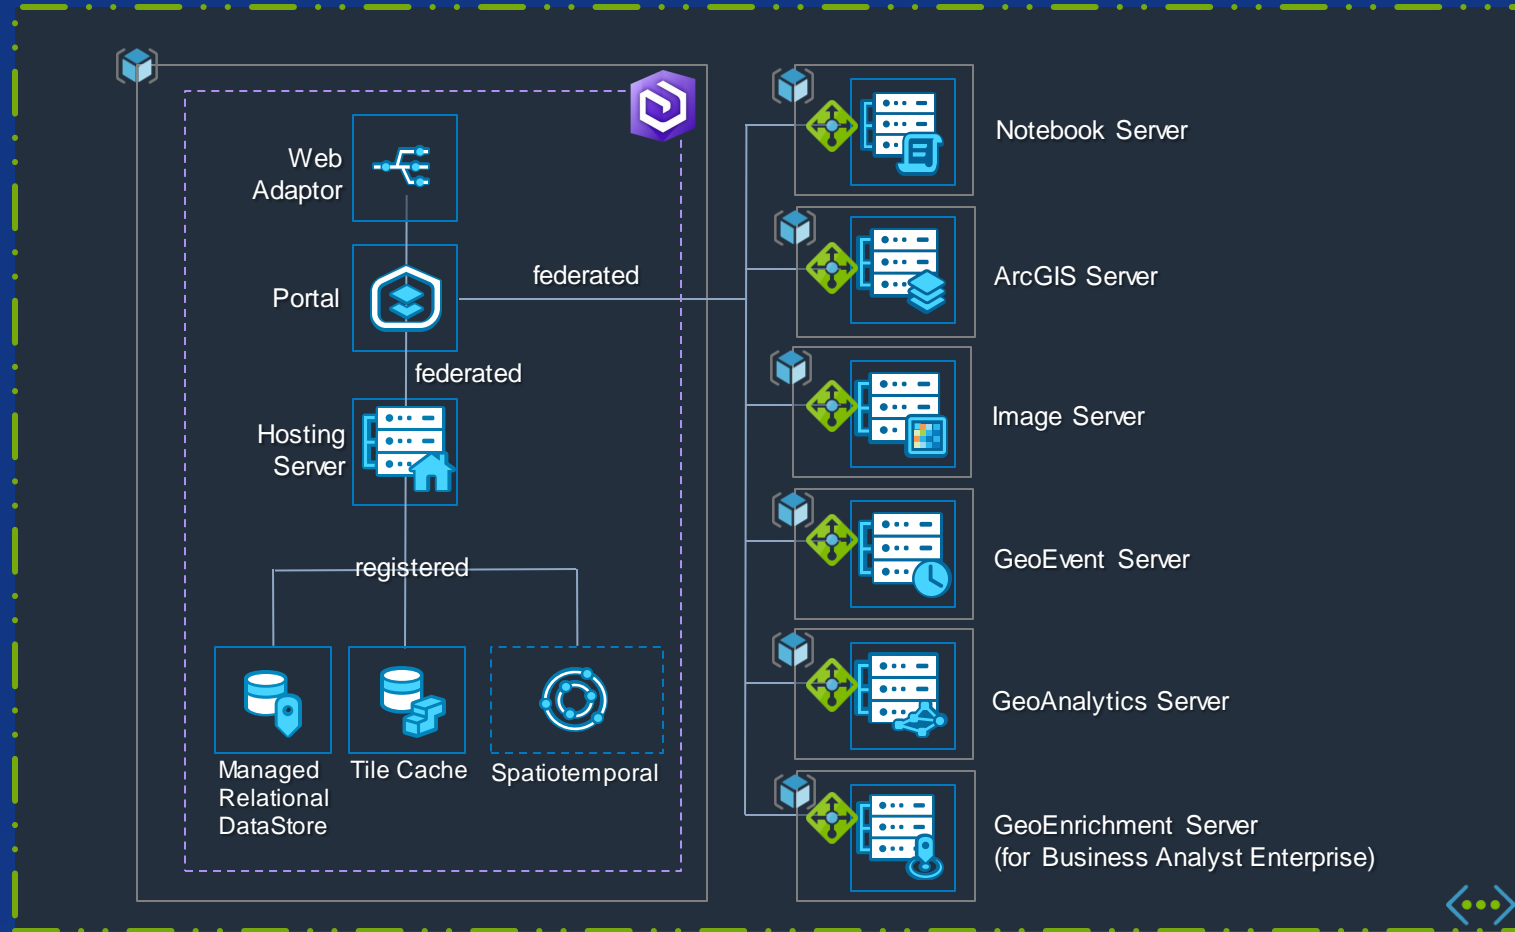 Web
Adaptor
Portal
federated
federated
Hosting
Server
registered
Managed
Relational
DataStore
Tile Cache
Spatiotemporal
Notebook Server
ArcGIS Server
Image Server
GeoEvent Server
GeoAnalytics Server
GeoEnrichment Server
(for Business Analyst Enterprise)